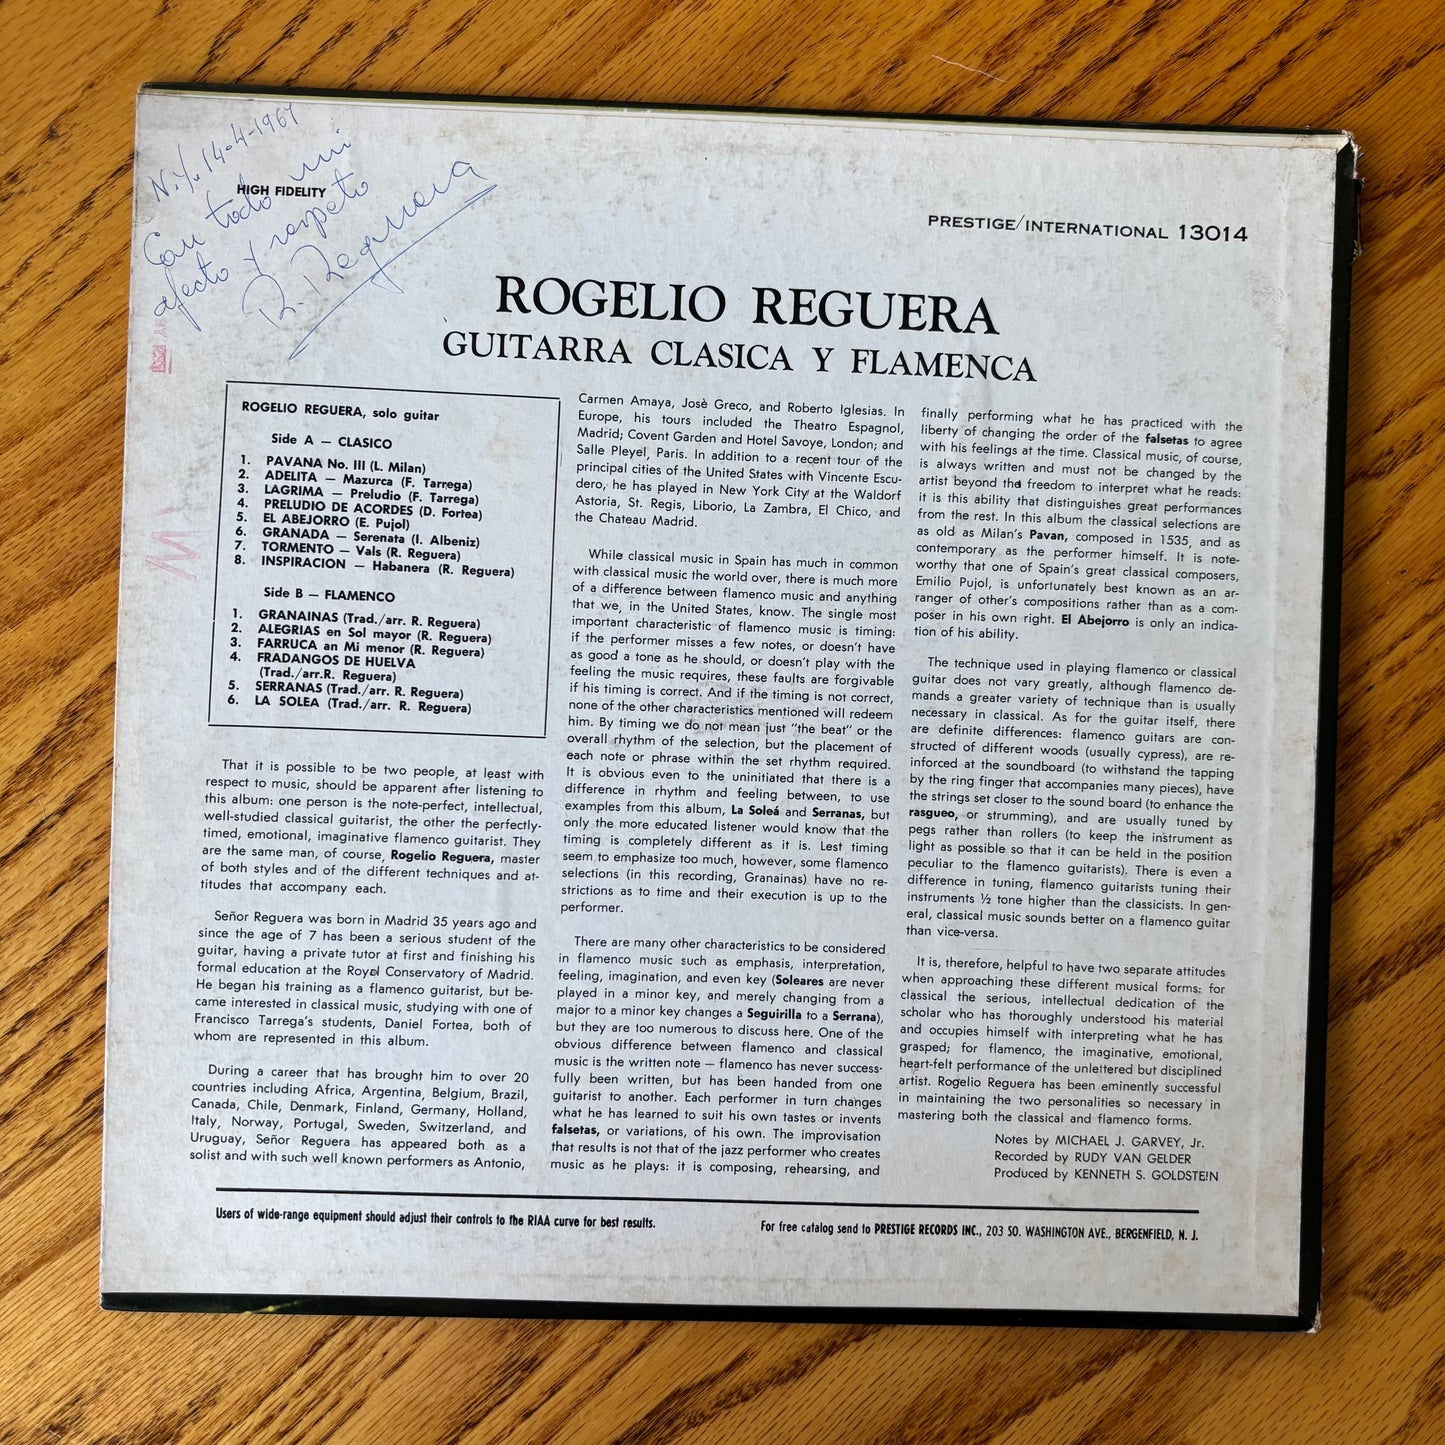 N.Y. 14-4-1961
HIGH FIDELITY
Con todo mi
afecto y respeto
R. Reguera
PRESTIGE/INTERNATIONAL 13014
ROGELIO REGUERA
GUITARRA CLASICA Y FLAMENCA
ROGELIO REGUERA, solo guitar
Side A — CLASICO
1. PAVANA No. III (L. Milan)
2. ADELITA — Mazurca (F. Tarrega)
3. LAGRIMA — Preludio (F. Tarrega)
4. PRELUDIO DE ACORDES (D. Fortea)
5. EL ABEJORRO (E. Pujol)
6. GRANADA — Serenata (I. Albeniz)
7. TORMENTO — Vals (R. Reguera)
8. INSPIRACION — Habanera (R. Reguera)
Side B — FLAMENCO
1. GRANAINAS (Trad./arr. R. Reguera)
2. ALEGRIAS en Sol mayor (R. Reguera)
3. FARRUCA an Mi menor (R. Reguera)
4. FRADANGOS DE HUELVA
(Trad./arr.R. Reguera)
5. SERRANAS (Trad./arr. R. Reguera)
6. LA SOLEA (Trad./arr. R. Reguera)
That it is possible to be two people, at least with
respect to music, should be apparent after listening to
this album: one person is the note-perfect, intellectual,
well-studied classical guitarist, the other the perfectly-
timed, emotional, imaginative flamenco guitarist. They
are the same man, of course, Rogelio Reguera, master
of both styles and of the different techniques and at-
titudes that accompany each.
Señor Reguera was born in Madrid 35 years ago and
since the age of 7 has been a serious student of the
guitar, having a private tutor at first and finishing his
formal education at the Royal Conservatory of Madrid.
He began his training as a flamenco guitarist, but be-
came interested in classical music, studying with one of
Francisco Tarrega's students, Daniel Fortea, both of
whom are represented in this album.
During a career that has brought him to over 20
countries including Africa, Argentina, Belgium, Brazil,
Canada, Chile, Denmark, Finland, Germany, Holland,
Italy, Norway, Portugal, Sweden, Switzerland, and
Uruguay, Señor Reguera has appeared both as a
solist and with such well known performers as Antonio,
Carmen Amaya, Josè Greco, and Roberto Iglesias. In
Europe, his tours included the Theatro Espagnol,
Madrid; Covent Garden and Hotel Savoye, London; and
Salle Pleyel, Paris. In addition to a recent tour of the
principal cities of the United States with Vincente Escu-
dero, he has played in New York City at the Waldorf
Astoria, St. Regis, Liborio, La Zambra, El Chico, and
the Chateau Madrid.
While classical music in Spain has much in common
with classical music the world over, there is much more
of a difference between flamenco music and anything
that we, in the United States, know. The single most
important characteristic of flamenco music is timing:
if the performer misses a few notes, or doesn't have
as good a tone as he should, or doesn't play with the
feeling the music requires, these faults are forgivable
if his timing is correct. And if the timing is not correct,
none of the other characteristics mentioned will redeem
him. By timing we do not mean just "the beat" or the
overall rhythm of the selection, but the placement of
each note or phrase within the set rhythm required.
It is obvious even to the uninitiated that there is a
difference in rhythm and feeling between, to use
examples from this album, La Soleá and Serranas, but
only the more educated listener would know that the
timing is completely different as it is. Lest timing
seem to emphasize too much, however, some flamenco
selections (in this recording, Granainas) have no re-
strictions as to time and their execution is up to the
performer.
There are many other characteristics to be considered
in flamenco music such as emphasis, interpretation,
feeling, imagination, and even key (Soleares are never
played in a minor key, and merely changing from a
major to a minor key changes a Seguirilla to a Serrana),
but they are too numerous to discuss here. One of the
obvious difference between flamenco and classical
music is the written note — flamenco has never success-
fully been written, but has been handed from one
guitarist to another. Each performer in turn changes
what he has learned to suit his own tastes or invents
falsetas, or variations, of his own. The improvisation
that results is not that of the jazz performer who creates
music as he plays: it is composing, rehearsing, and
finally performing what he has practiced with the
liberty of changing the order of the falsetas to agree
with his feelings at the time. Classical music, of course,
is always written and must not be changed by the
artist beyond the freedom to interpret what he reads:
it is this ability that distinguishes great performances
from the rest. In this album the classical selections are
as old as Milan's Pavan, composed in 1535, and as
contemporary as the performer himself. It is note-
worthy that one of Spain's great classical composers,
Emilio Pujol, is unfortunately best known as an ar-
ranger of other's compositions rather than as a com-
poser in his own right. El Abejorro is only an indica-
tion of his ability.
The technique used in playing flamenco or classical
guitar does not vary greatly, although flamenco de-
mands a greater variety of technique than is usually
necessary in classical. As for the guitar itself, there
are definite differences: flamenco guitars are con-
structed of different woods (usually cypress), are re-
inforced at the soundboard (to withstand the tapping
by the ring finger that accompanies many pieces), have
the strings set closer to the sound board (to enhance the
rasgueo, or strumming), and are usually tuned by
pegs rather than rollers (to keep the instrument as
light as possible so that it can be held in the position
peculiar to the flamenco guitarists). There is even a
difference in tuning, flamenco guitarists tuning their
instruments ½ tone higher than the classicists. In gen-
eral, classical music sounds better on a flamenco guitar
than vice-versa.
It is, therefore, helpful to have two separate attitudes
when approaching these different musical forms: for
classical the serious, intellectual dedication of the
scholar who has thoroughly understood his material
and occupies himself with interpreting what he has
grasped; for flamenco, the imaginative, emotional,
heart-felt performance of the unlettered but disciplined
artist. Rogelio Reguera has been eminently successful
in maintaining the two personalities so necessary in
mastering both the classical and flamenco forms.
Notes by MICHAEL J. GARVEY, Jr.
Recorded by RUDY VAN GELDER
Produced by KENNETH S. GOLDSTEIN
Users of wide-range equipment should adjust their controls to the RIAA curve for best results.
For free catalog send to PRESTIGE RECORDS INC., 203 SO. WASHINGTON AVE., BERGENFIELD, N. J.